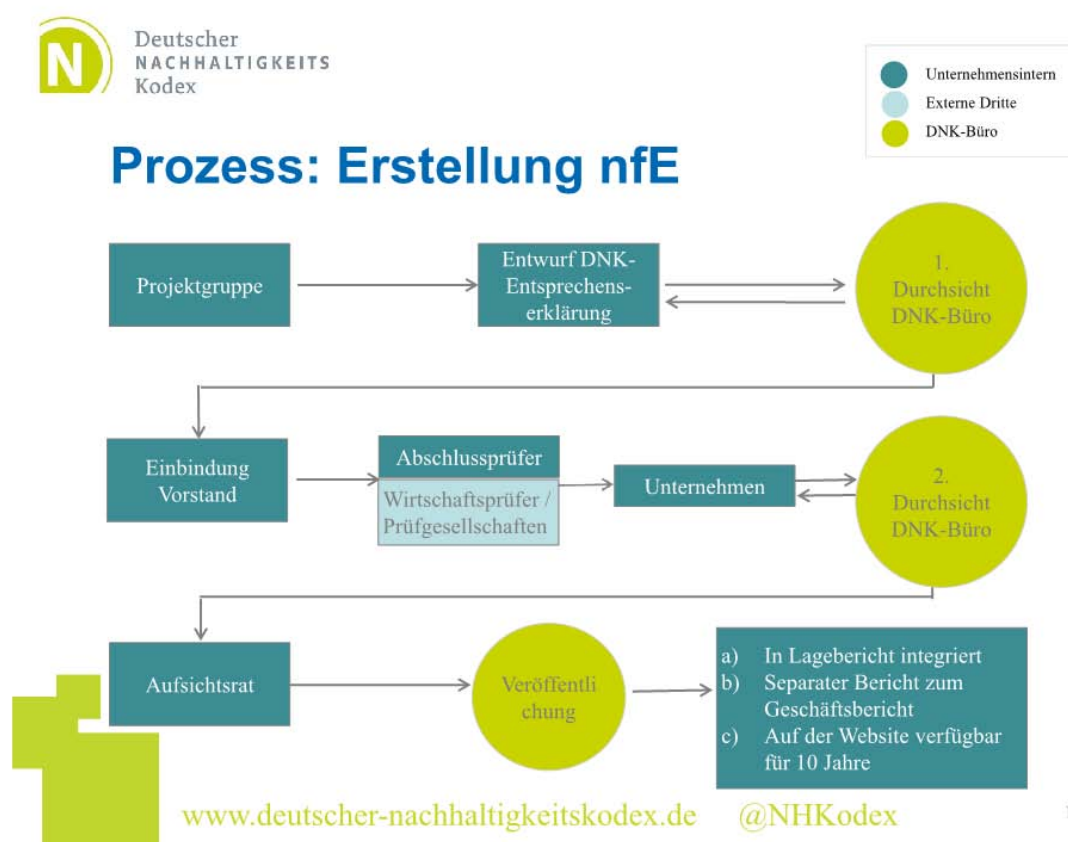 N
Deutscher
NACHHALTIGKEITS
Kodex
Unternehmensintern
Externe Dritte
DNK-Büro
Prozess: Erstellung nfE
Projektgruppe
Entwurf DNK-
Entsprechens-
erklärung
1.
Durchsicht
DNK-Büro
Einbindung
Vorstand
Abschlussprüfer
Wirtschaftsprüfer /
Prüfgesellschaften
Unternehmen
2.
Durchsicht
DNK-Büro
Aufsichtsrat
Veröffentli
chung
a) In Lagebericht integriert
b) Separater Bericht zum
Geschäftsbericht
c) Auf der Website verfügbar
für 10 Jahre
www.deutscher-nachhaltigkeitskodex.de @NHKodex